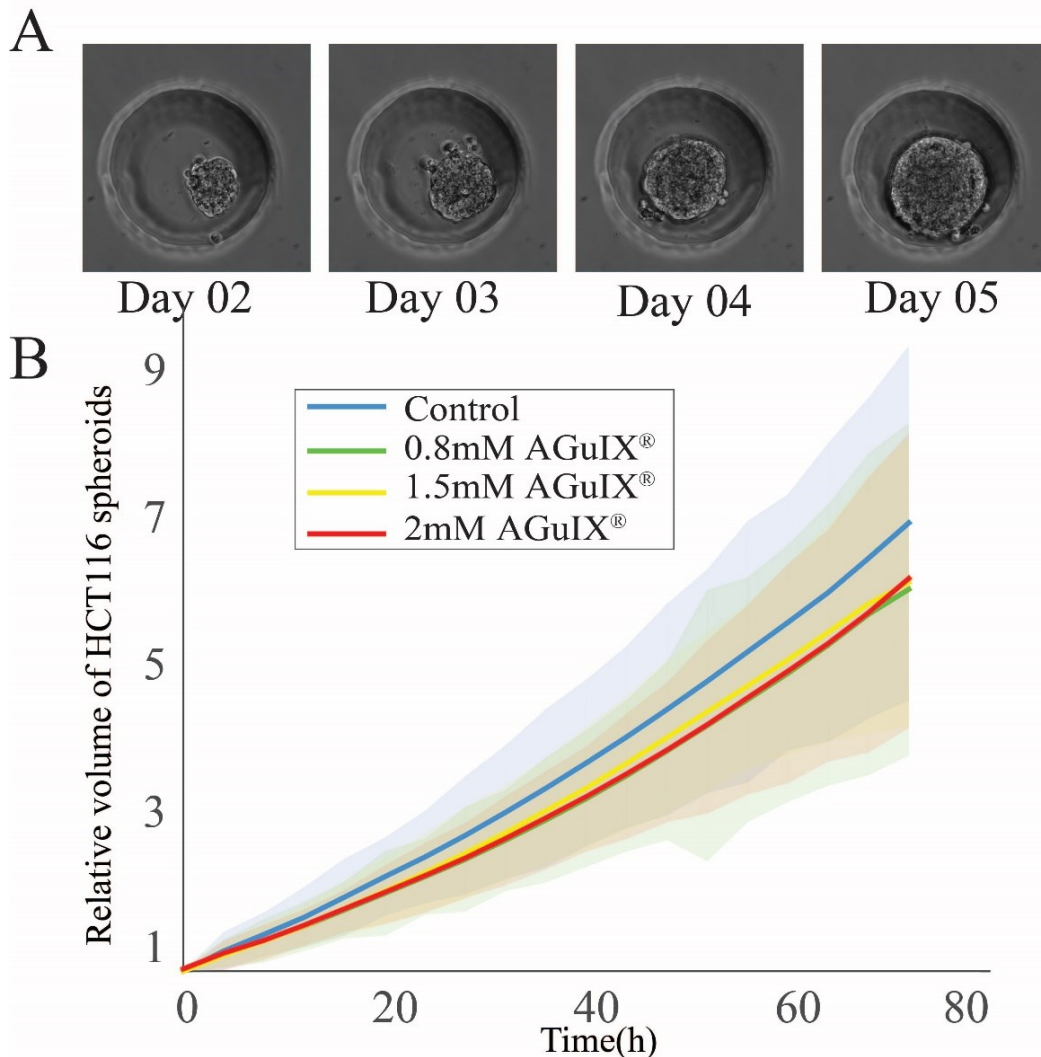 A
Day 02
Day 03
Day 04
Day 05
B
Relative volume of HCT116 spheroids
9
7
5
3
1
Control
0.8mM AGuIX®
1.5mM AGuIX®
2mM AGuIX®
0
20
40
60
80
Time(h)